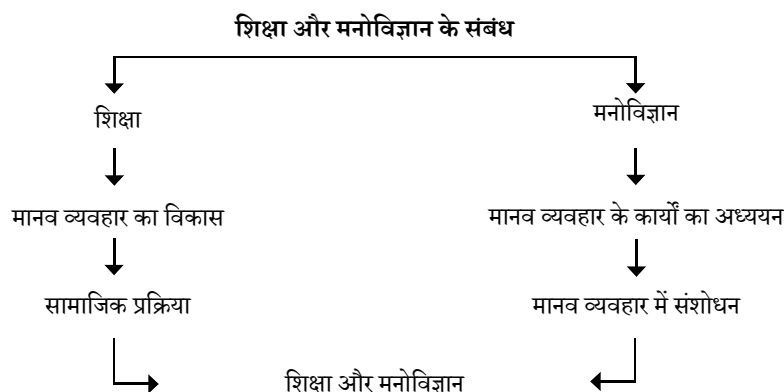 शिक्षा और मनोविज्ञान के संबंध
शिक्षा
मनोविज्ञान
मानव व्यवहार का विकास
मानव व्यवहार के कार्यों का अध्ययन
सामाजिक प्रक्रिया
मानव व्यवहार में संशोधन
शिक्षा और मनोविज्ञान